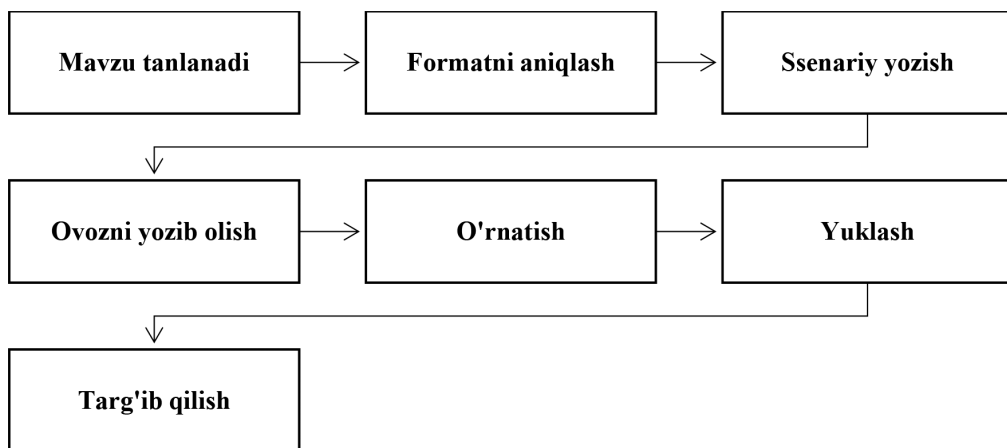 Mavzu tanlanadi
Formatni aniqlash
Ssenariy yozish
Ovozni yozib olish
O'rnatish
Yuklash
Targ'ib qilish